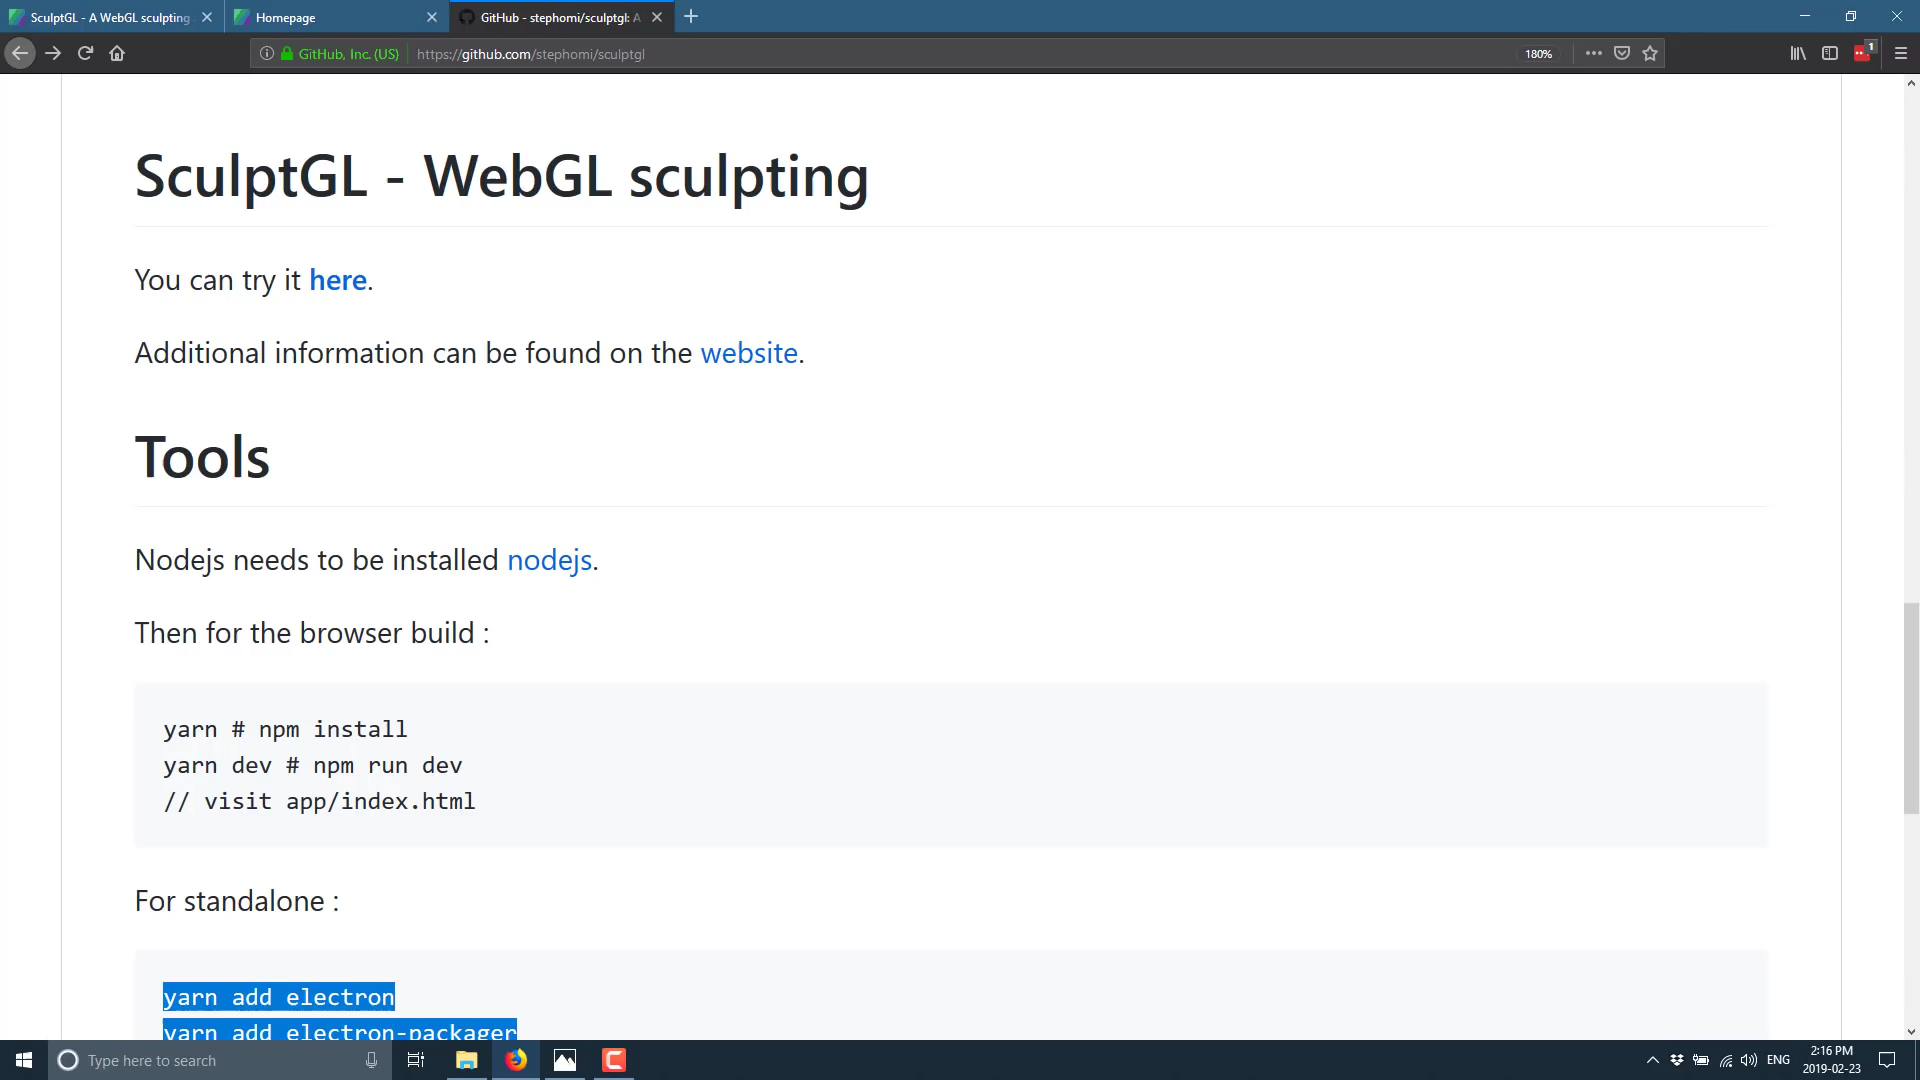 SculptGL - A WebGL sculpting
Homepage
GitHub - stephomi/sculptgl: A
GitHub, Inc. (US)
https://github.com/stephomi/sculptgl
180%
1
SculptGL - WebGL sculpting
You can try it here.
Additional information can be found on the website.
Tools
Nodejs needs to be installed nodejs.
Then for the browser build :
yarn # npm install
yarn dev # npm run dev
// visit app/index.html
For standalone :
yarn add electron
yarn add electron-packager
Type here to search
ENG
2:16 PM
2019-02-23